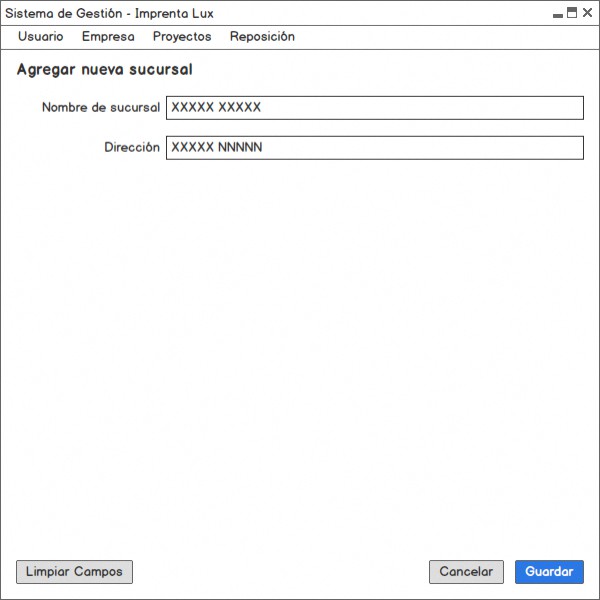 Sistema de Gestión - Imprenta Lux
Usuario Empresa Proyectos Reposición
Agregar nueva sucursal
Nombre de sucursal XXXXX XXXXX
Dirección XXXXX NNNNN
Limpiar Campos Cancelar Guardar